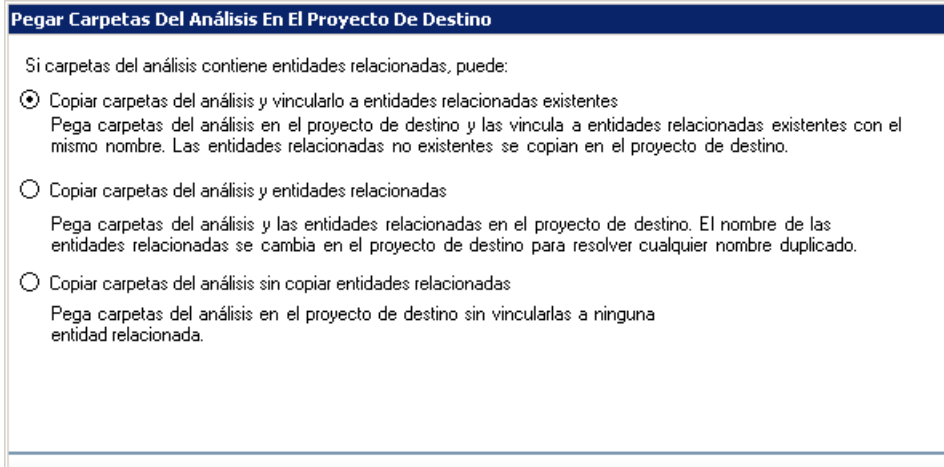 Pegar Carpetas Del Análisis En El Proyecto De Destino
Si carpetas del análisis contiene entidades relacionadas, puede:
Copiar carpetas del análisis y vincularlo a entidades relacionadas existentes
Pega carpetas del análisis en el proyecto de destino y las vincula a entidades relacionadas existentes con el
mismo nombre. Las entidades relacionadas no existentes se copian en el proyecto de destino.
Copiar carpetas del análisis y entidades relacionadas
Pega carpetas del análisis y las entidades relacionadas en el proyecto de destino. El nombre de las
entidades relacionadas se cambia en el proyecto de destino para resolver cualquier nombre duplicado.
Copiar carpetas del análisis sin copiar entidades relacionadas
Pega carpetas del análisis en el proyecto de destino sin vincularlas a ninguna
entidad relacionada.